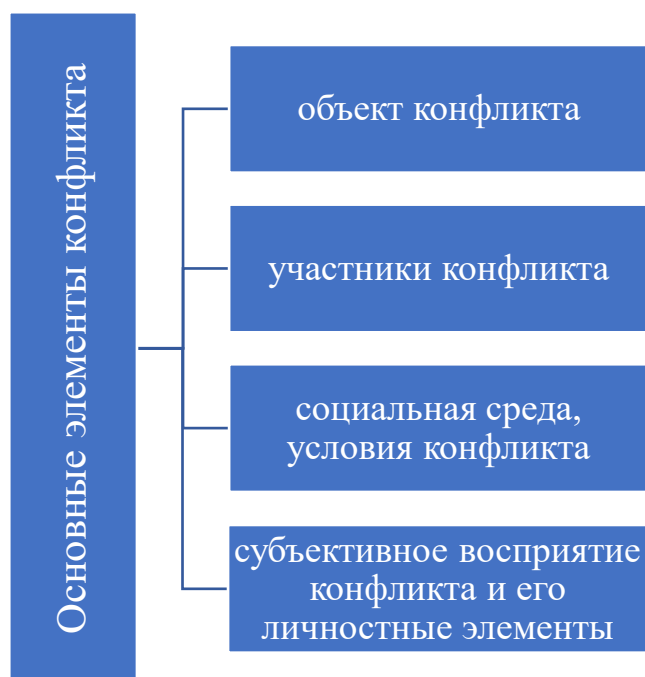 Основные элементы конфликта
объект конфликта
участники конфликта
социальная среда,
условия конфликта
субъективное восприятие
конфликта и его
личностные элементы